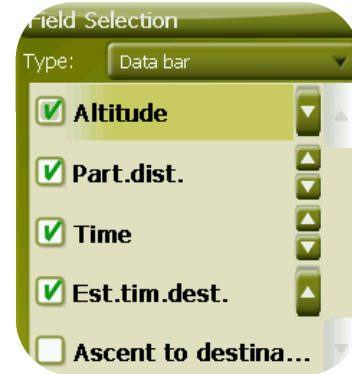 Field Selection
Type: Data bar
Altitude
Part.dist.
Time
Est.tim.dest.
Ascent to destina...